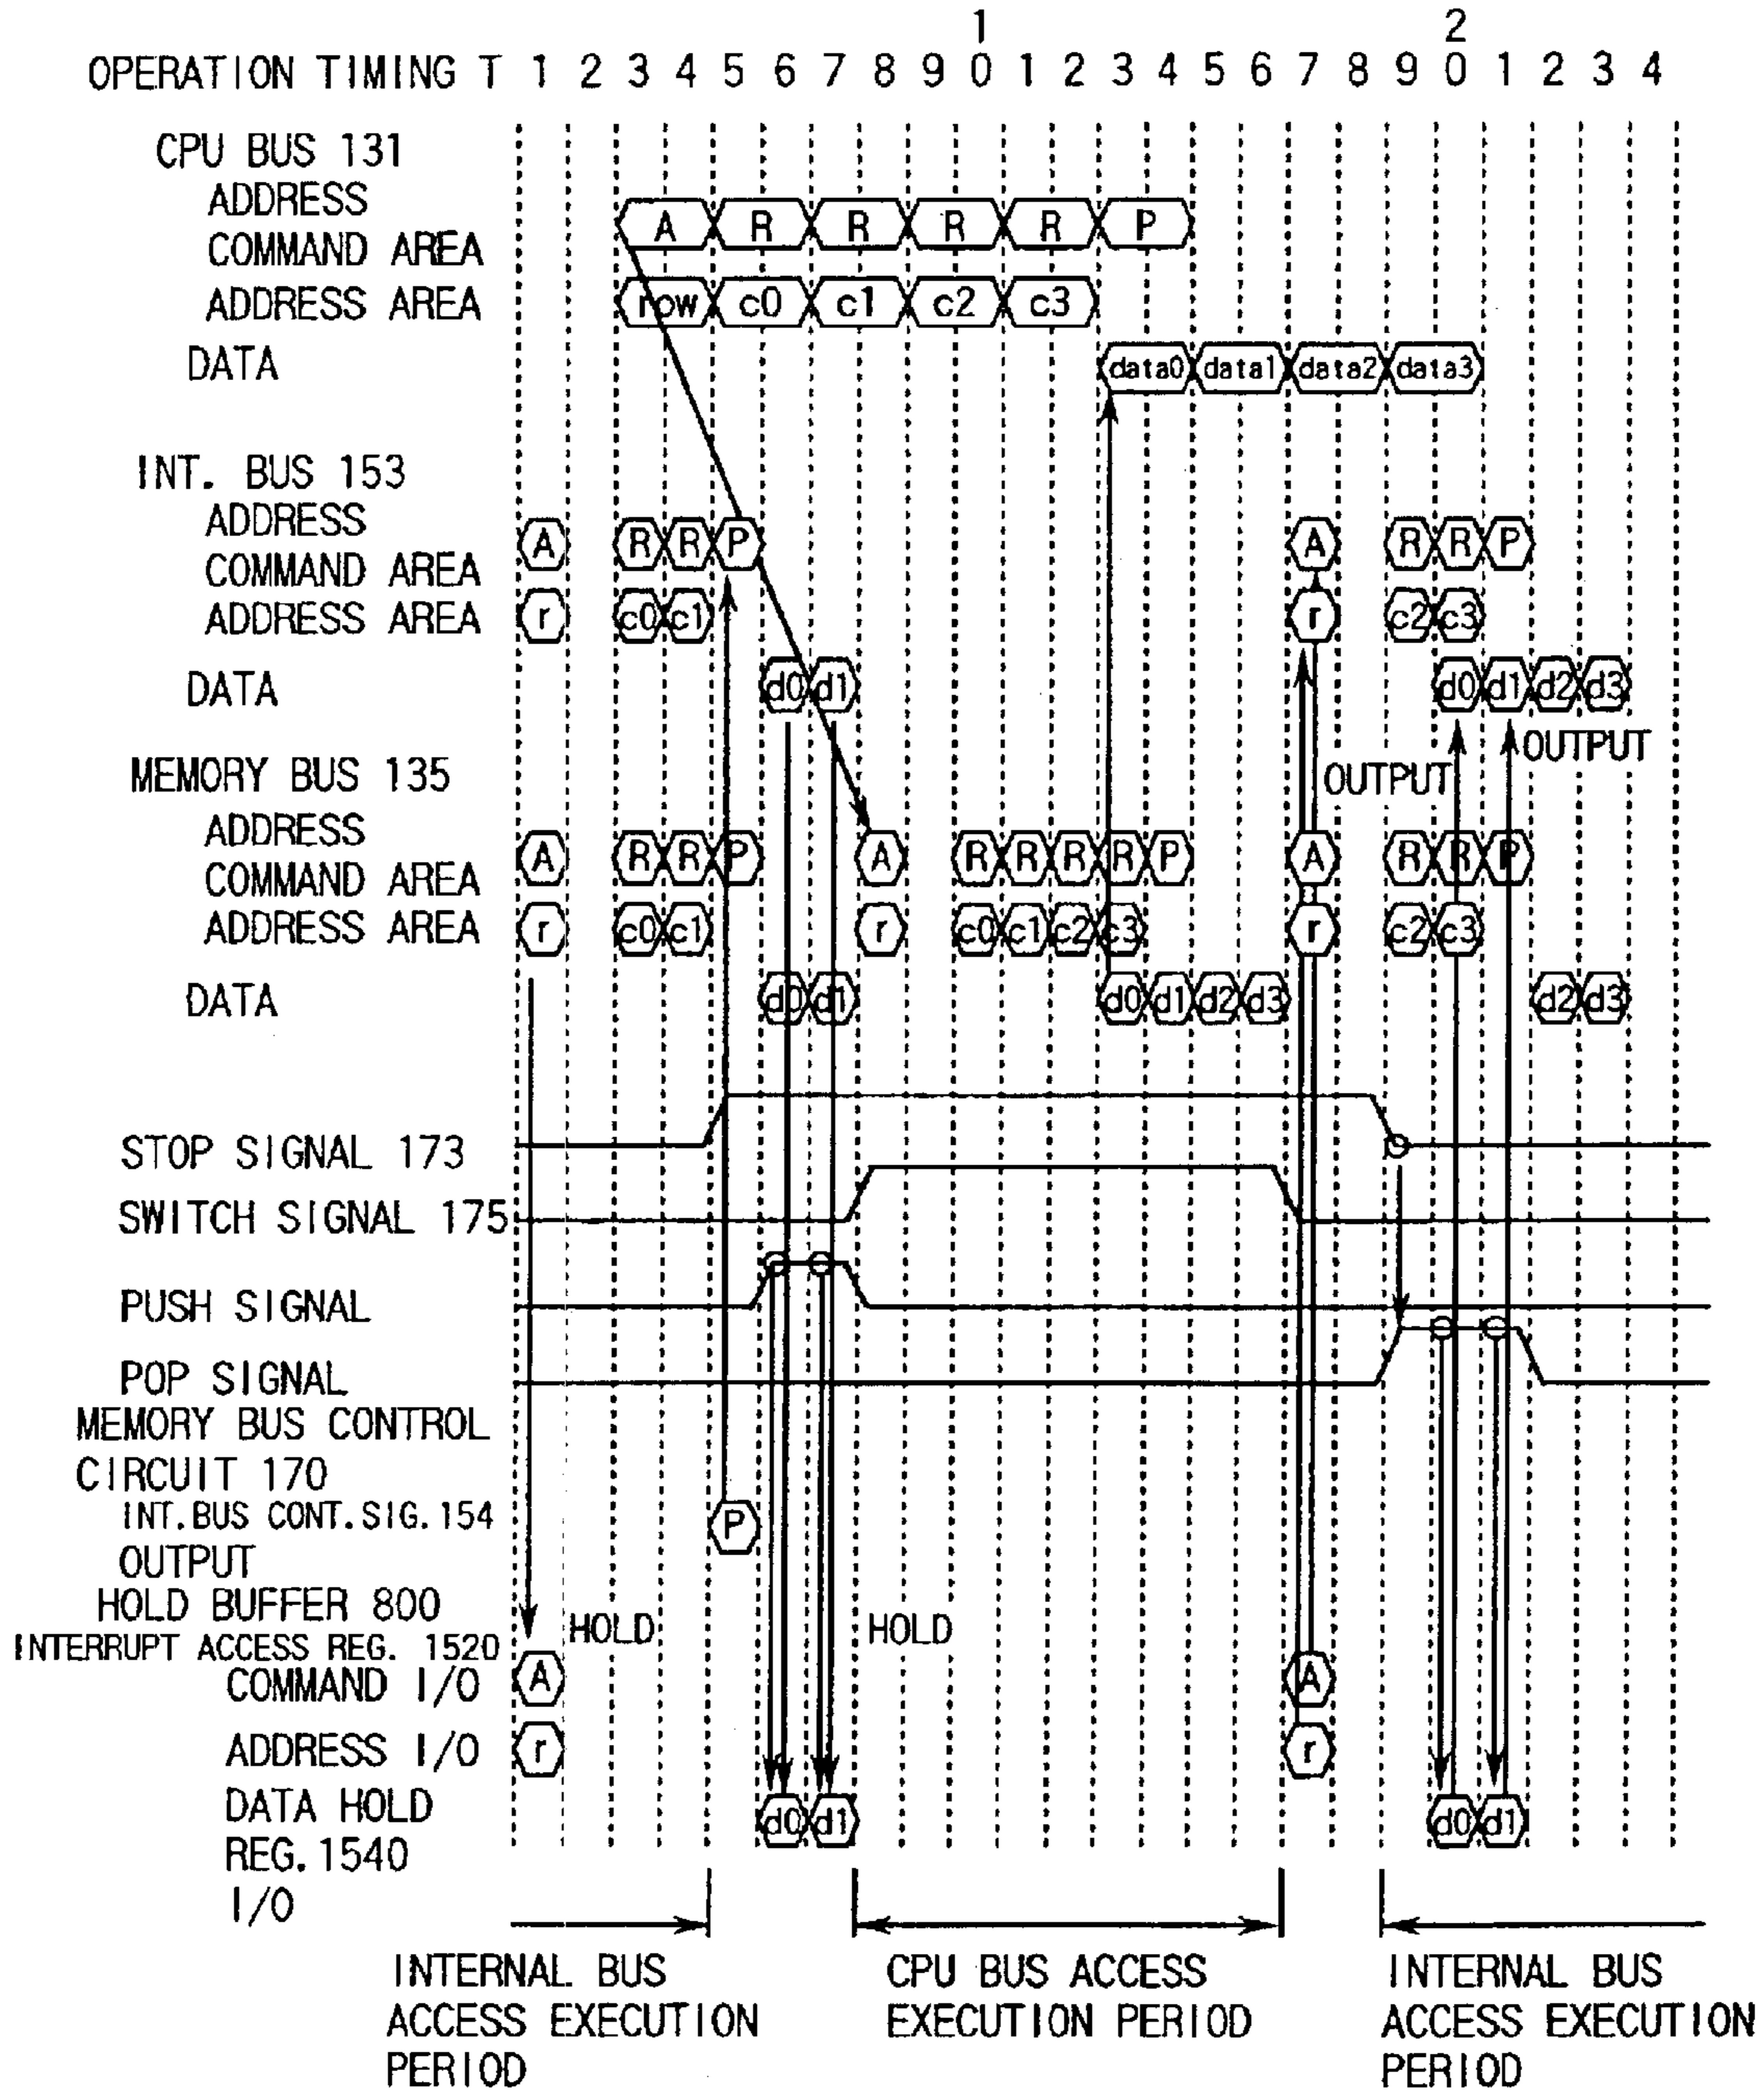 1 2
OPERATION TIMING T 1 2 3 4 5 6 7 8 9 0 1 2 3 4 5 6 7 8 9 0 1 2 3 4
CPU BUS 131
ADDRESS
COMMAND AREA A R R R R P
ADDRESS AREA row c0 c1 c2 c3
DATA data0 data1 data2 data3
INT. BUS 153
ADDRESS
COMMAND AREA A R R P A R R P
ADDRESS AREA r c0 c1 r c2 c3
DATA d0 d1 d0 d1 d2 d3
OUTPUT
OUTPUT
MEMORY BUS 135
ADDRESS
COMMAND AREA A R R P A R R R R P A R R P
ADDRESS AREA r c0 c1 r c0 c1 c2 c3 r c2 c3
DATA d0 d1 d0 d1 d2 d3 d2 d3
STOP SIGNAL 173
SWITCH SIGNAL 175
PUSH SIGNAL
POP SIGNAL
MEMORY BUS CONTROL
CIRCUIT 170
INT.BUS CONT.SIG.154 P
OUTPUT
HOLD BUFFER 800
HOLD HOLD
INTERRUPT ACCESS REG. 1520
COMMAND I/O A A
ADDRESS I/O r r
DATA HOLD d0 d1 d0 d1
REG.1540
I/O
INTERNAL BUS CPU BUS ACCESS INTERNAL BUS
ACCESS EXECUTION EXECUTION PERIOD ACCESS EXECUTION
PERIOD PERIOD